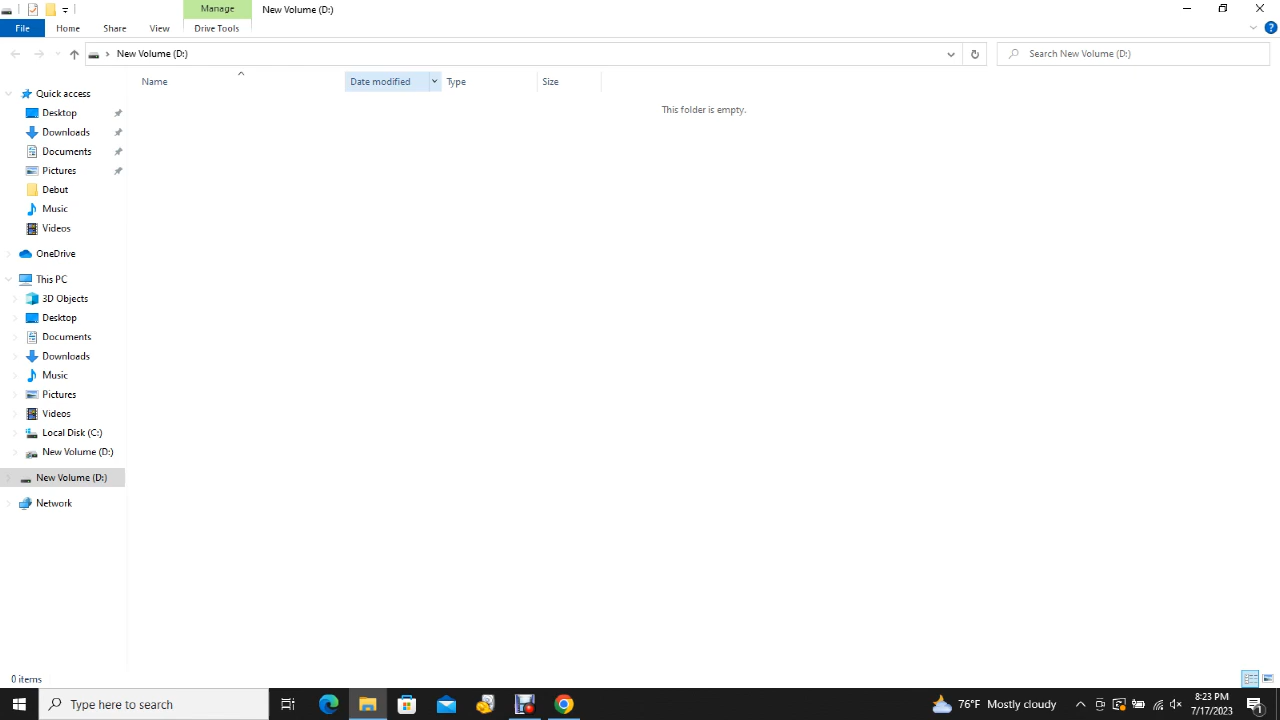 Manage
New Volume (D:)
File
Home
Share
View
Drive Tools
New Volume (D:)
Search New Volume (D:)
Name
Date modified
Type
Size
This folder is empty.
Quick access
Desktop
Downloads
Documents
Pictures
Debut
Music
Videos
OneDrive
This PC
3D Objects
Desktop
Documents
Downloads
Music
Pictures
Videos
Local Disk (C:)
New Volume (D:)
New Volume (D:)
Network
0 items
Type here to search
76°F Mostly cloudy
8:23 PM
7/17/2023
1